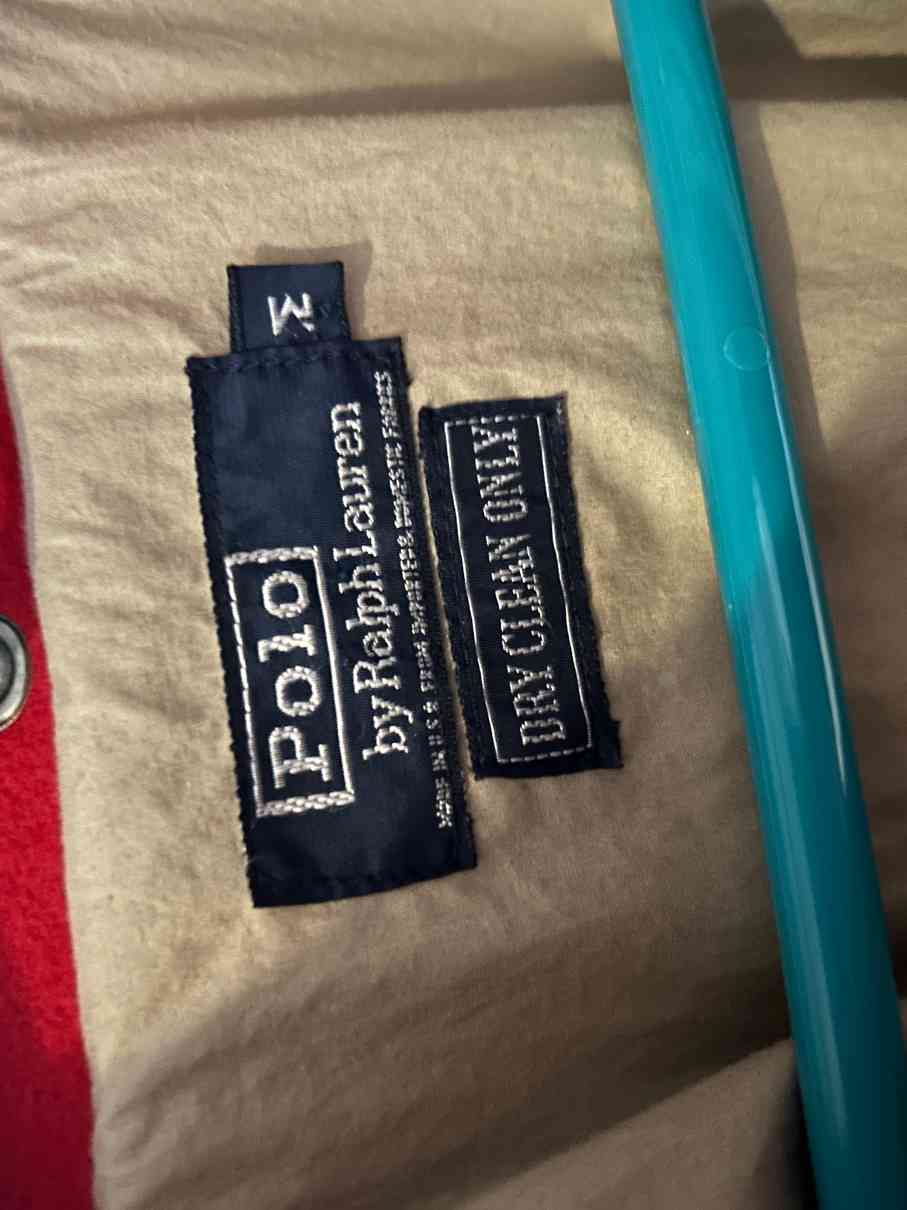 M
Polo
by Ralph Lauren
MADE IN U S A FROM IMPORTED & DOMESTIC FABRICS
DRY CLEAN ONLY